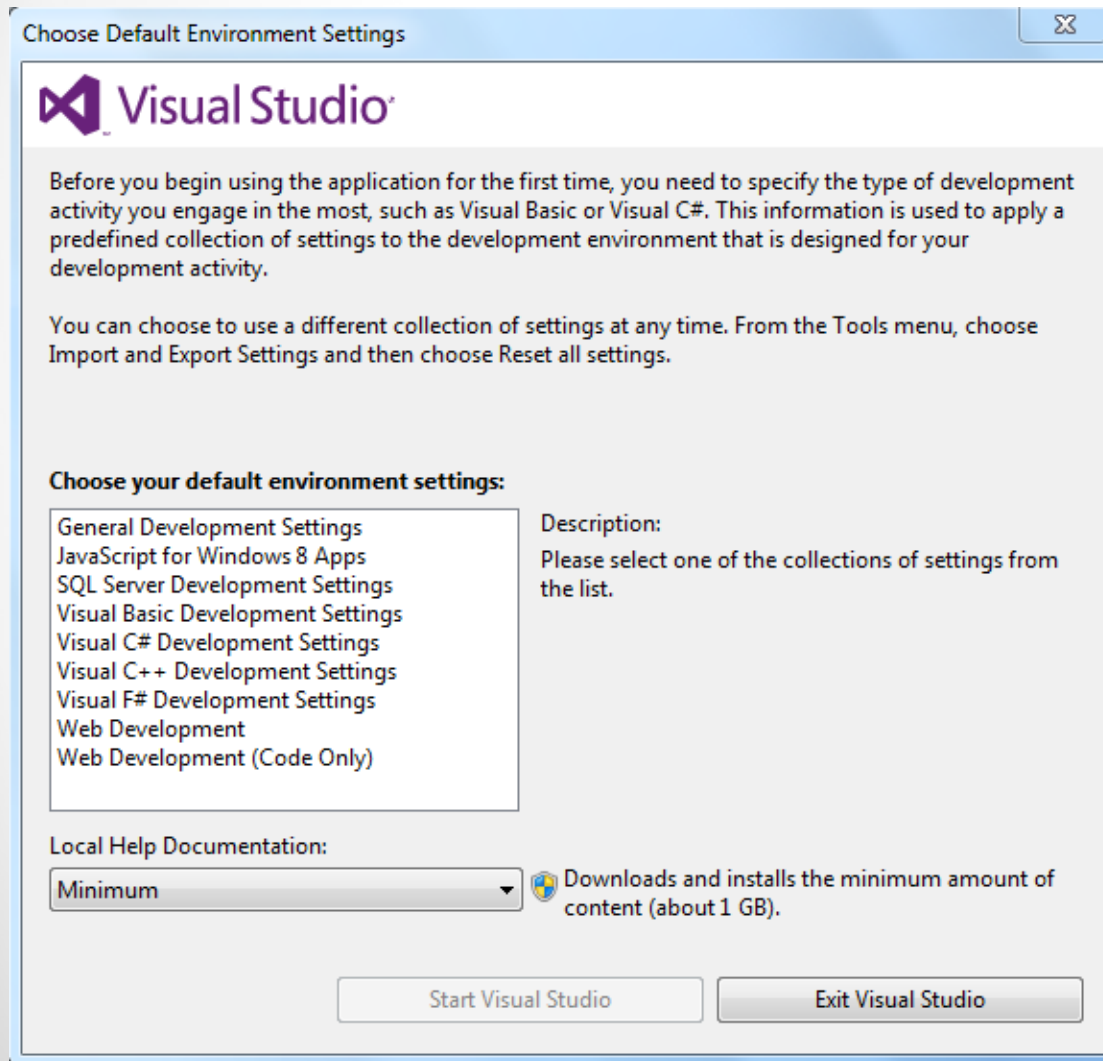 Choose Default Environment Settings
Visual Studio
Before you begin using the application for the first time, you need to specify the type of development
activity you engage in the most, such as Visual Basic or Visual C#. This information is used to apply a
predefined collection of settings to the development environment that is designed for your
development activity.
You can choose to use a different collection of settings at any time. From the Tools menu, choose
Import and Export Settings and then choose Reset all settings.
Choose your default environment settings:
General Development Settings
JavaScript for Windows 8 Apps
SQL Server Development Settings
Visual Basic Development Settings
Visual C# Development Settings
Visual C++ Development Settings
Visual F# Development Settings
Web Development
Web Development (Code Only)
Description:
Please select one of the collections of settings from
the list.
Local Help Documentation:
Minimum
Downloads and installs the minimum amount of
content (about 1 GB).
Start Visual Studio
Exit Visual Studio